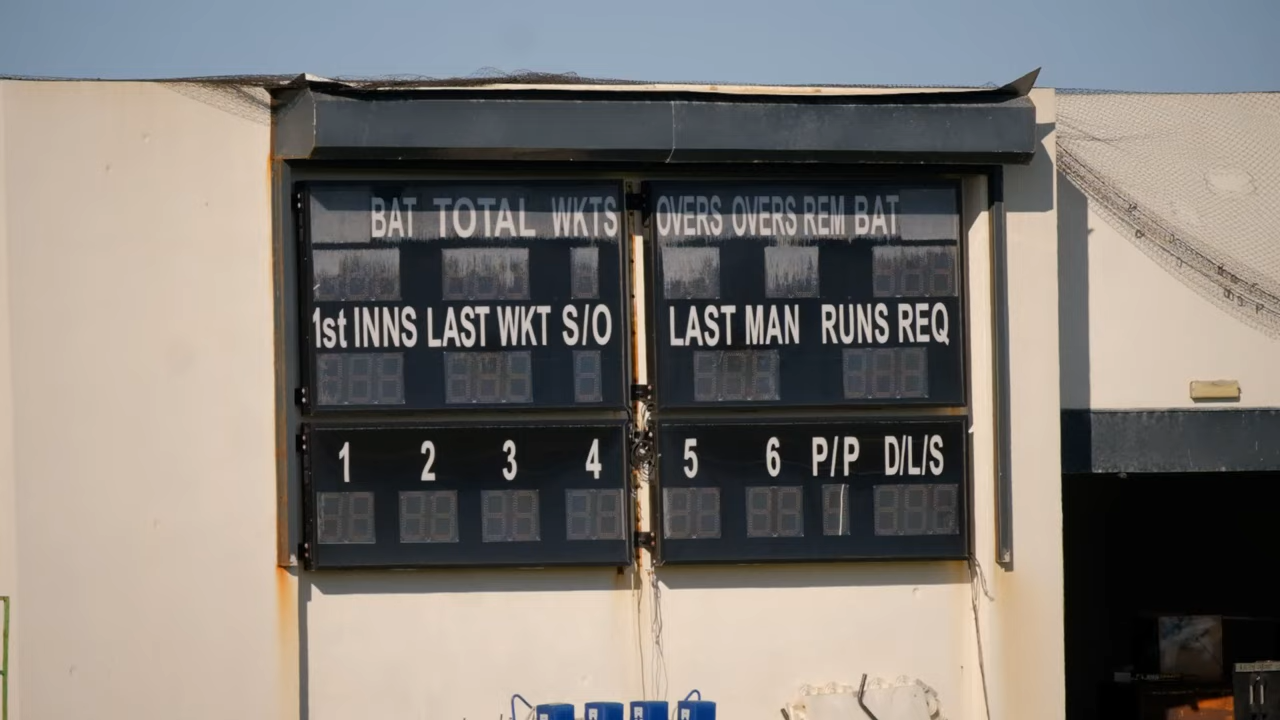 BAT TOTAL WKTS OVERS OVERS REM BAT
1st INNS LAST WKT S/O LAST MAN RUNS REQ
1 2 3 4 5 6 P/P D/L/S